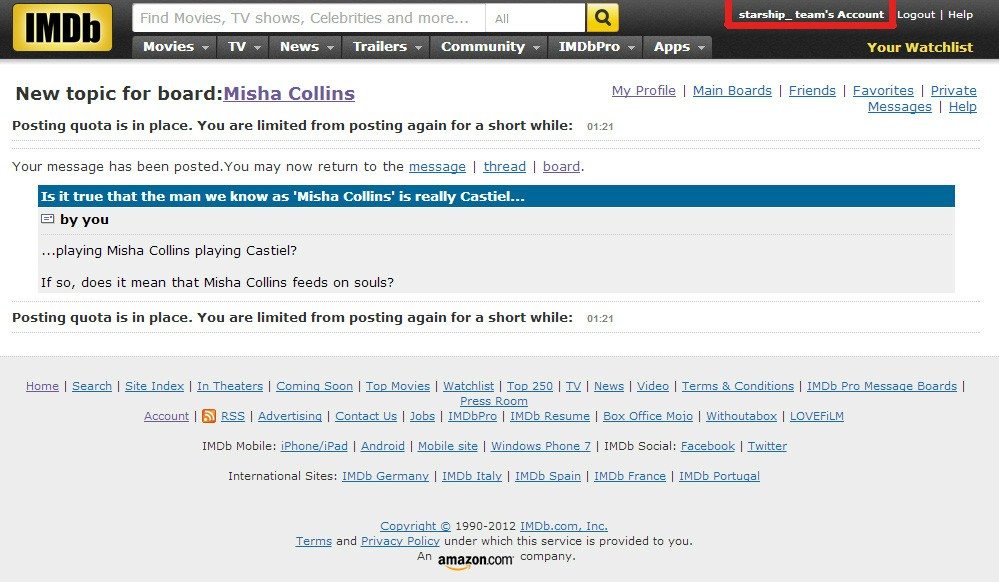 IMDb
Find Movies, TV shows, Celebrities and more... All
starship_ team's Account Logout | Help
Movies TV News Trailers Community IMDbPro Apps
Your Watchlist
New topic for board:Misha Collins
My Profile | Main Boards | Friends | Favorites | Private
Messages | Help
Posting quota is in place. You are limited from posting again for a short while: 01:21
Your message has been posted.You may now return to the message | thread | board.
Is it true that the man we know as 'Misha Collins' is really Castiel...
by you
...playing Misha Collins playing Castiel?
If so, does it mean that Misha Collins feeds on souls?
Posting quota is in place. You are limited from posting again for a short while: 01:21
Home | Search | Site Index | In Theaters | Coming Soon | Top Movies | Watchlist | Top 250 | TV | News | Video | Terms & Conditions | IMDb Pro Message Boards |
Press Room
Account | RSS | Advertising | Contact Us | Jobs | IMDbPro | IMDb Resume | Box Office Mojo | Withoutabox | LOVEFiLM
IMDb Mobile: iPhone/iPad | Android | Mobile site | Windows Phone 7 | IMDb Social: Facebook | Twitter
International Sites: IMDb Germany | IMDb Italy | IMDb Spain | IMDb France | IMDb Portugal
Copyright © 1990-2012 IMDb.com, Inc.
Terms and Privacy Policy under which this service is provided to you.
An amazon.com company.